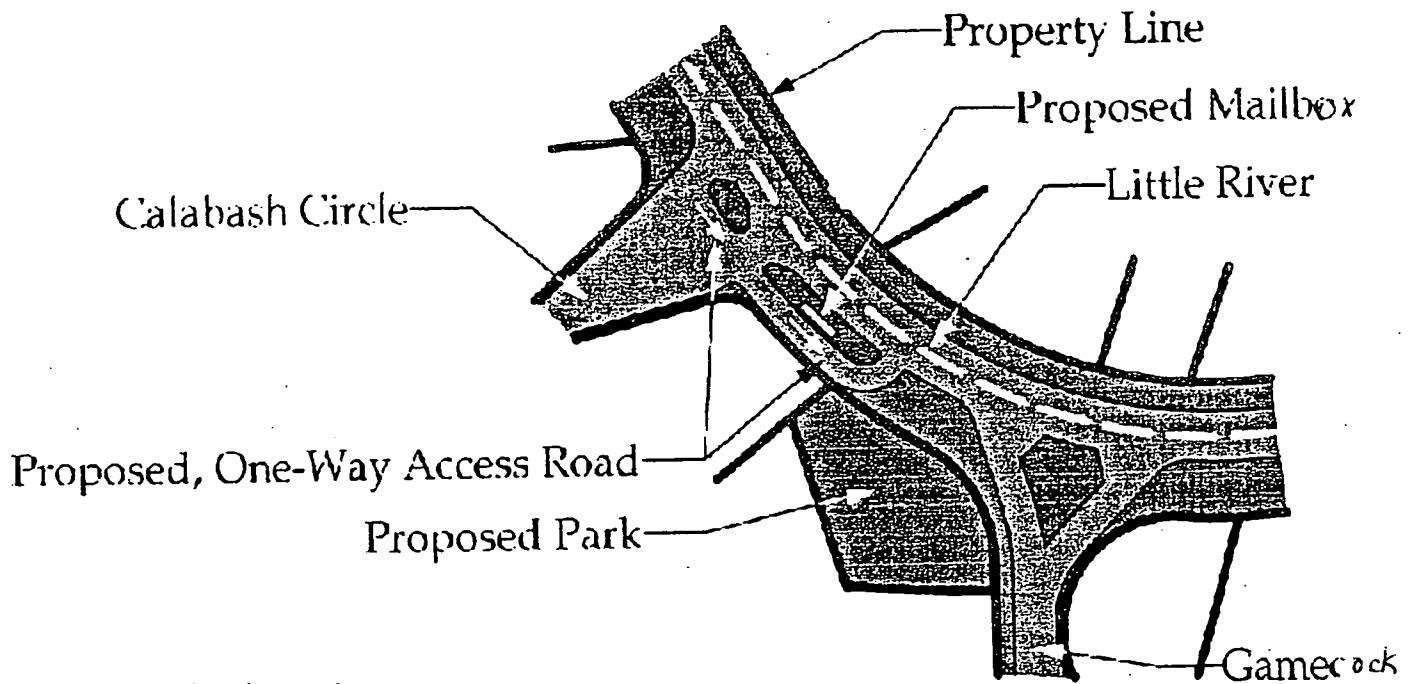 Property Line
Proposed Mailbox
Little River
Calabash Circle
Proposed, One-Way Access Road
Proposed Park
Gamecock